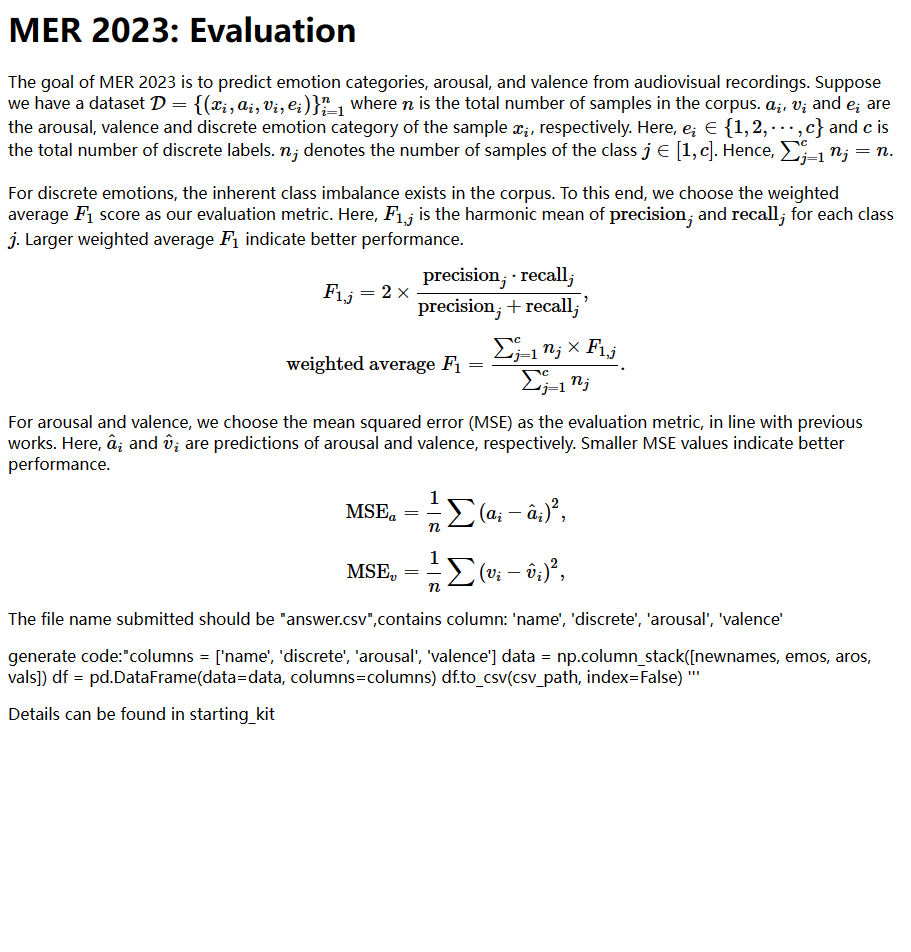 MER 2023: Evaluation
The goal of MER 2023 is to predict emotion categories, arousal, and valence from audiovisual recordings. Suppose
we have a dataset $\mathcal{D} = \{(x_i, a_i, v_i, e_i)\}_{i=1}^n$ where $n$ is the total number of samples in the corpus. $a_i$, $v_i$ and $e_i$ are
the arousal, valence and discrete emotion category of the sample $x_i$, respectively. Here, $e_i \in \{1, 2, \cdots, c\}$ and $c$ is
the total number of discrete labels. $n_j$ denotes the number of samples of the class $j \in [1, c]$. Hence, $\sum_{j=1}^c n_j = n$.
For discrete emotions, the inherent class imbalance exists in the corpus. To this end, we choose the weighted
average $F_1$ score as our evaluation metric. Here, $F_{1,j}$ is the harmonic mean of $\text{precision}_j$ and $\text{recall}_j$ for each class
$j$. Larger weighted average $F_1$ indicate better performance.
$F_{1,j} = 2 \times \frac{\text{precision}_j \cdot \text{recall}_j}{\text{precision}_j + \text{recall}_j},$
$\text{weighted average } F_1 = \frac{\sum_{j=1}^c n_j \times F_{1,j}}{\sum_{j=1}^c n_j}.$
For arousal and valence, we choose the mean squared error (MSE) as the evaluation metric, in line with previous
works. Here, $\hat{a}_i$ and $\hat{v}_i$ are predictions of arousal and valence, respectively. Smaller MSE values indicate better
performance.
$\text{MSE}_a = \frac{1}{n} \sum (a_i - \hat{a}_i)^2,$
$\text{MSE}_v = \frac{1}{n} \sum (v_i - \hat{v}_i)^2,$
The file name submitted should be "answer.csv",contains column: 'name', 'discrete', 'arousal', 'valence'
generate code:"columns = ['name', 'discrete', 'arousal', 'valence'] data = np.column_stack([newnames, emos, aros,
vals]) df = pd.DataFrame(data=data, columns=columns) df.to_csv(csv_path, index=False) '"
Details can be found in starting_kit